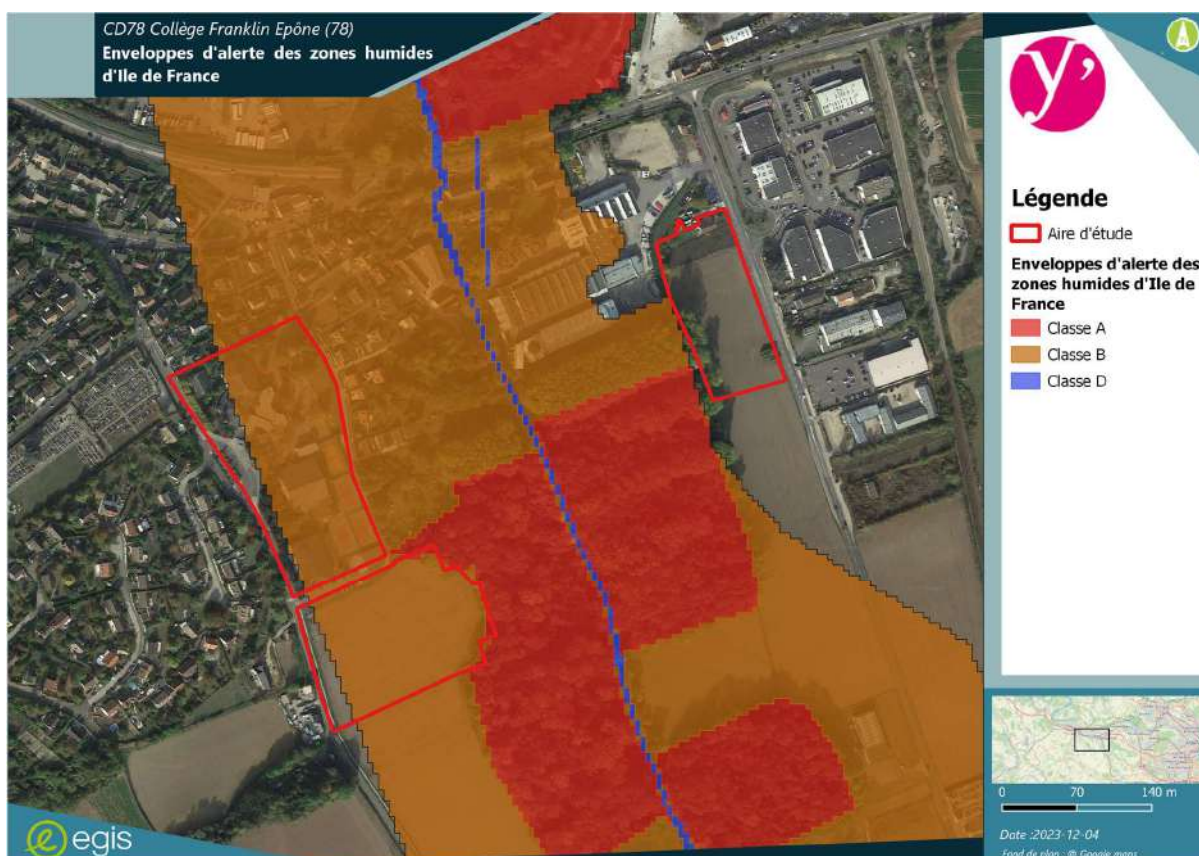 CD78 Collège Franklin Epône (78)
Enveloppes d'alerte des zones humides
d'Ile de France
y'
Légende
Aire d'étude
Enveloppes d'alerte des
zones humides d'Ile de
France
Classe A
Classe B
Classe D
0 70 140 m
Date :2023-12-04
Fond de plan : © Google maps
egis